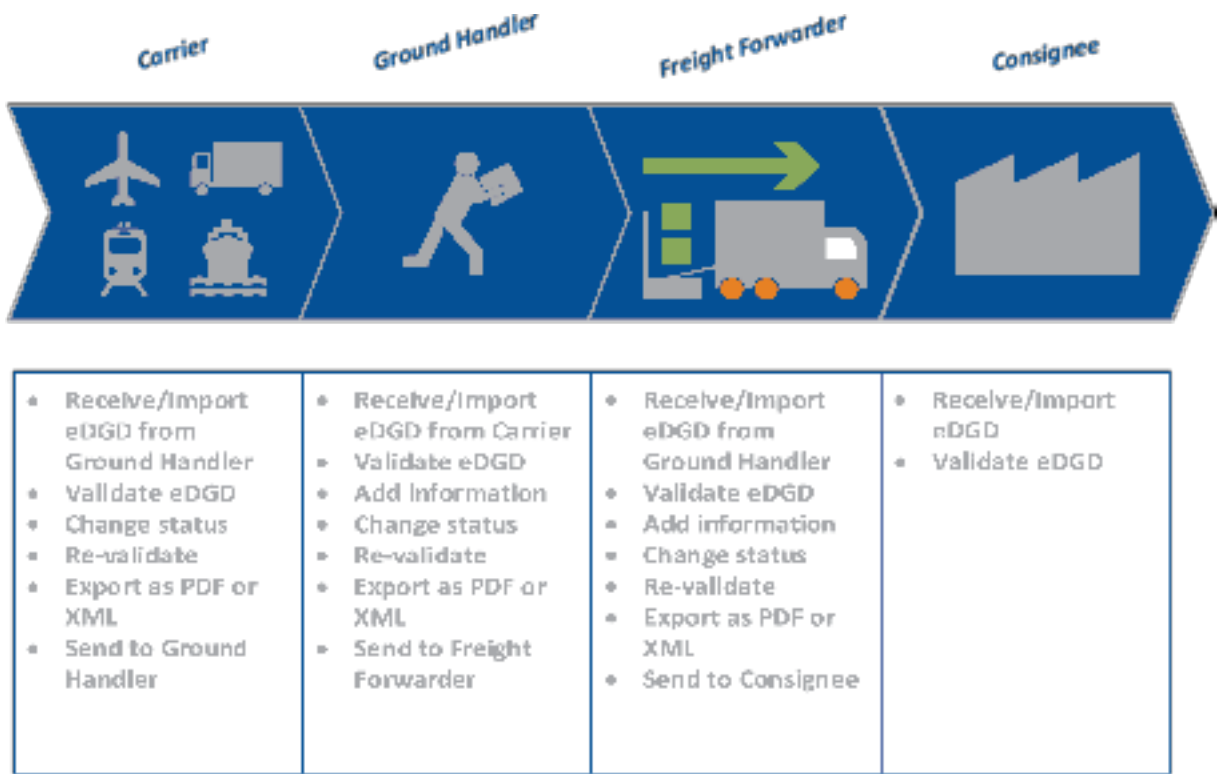 Carrier
Ground Handler
Freight Forwarder
Consignee
• Receive/Import
eDGD from
Ground Handler
• Validate eDGD
• Change status
• Re-validate
• Export as PDF or
XML
• Send to Ground
Handler
• Receive/Import
eDGD from Carrier
• Validate eDGD
• Add information
• Change status
• Re-validate
• Export as PDF or
XML
• Send to Freight
Forwarder
• Receive/Import
eDGD from
Ground Handler
• Validate eDGD
• Add information
• Change status
• Re-validate
• Export as PDF or
XML
• Send to Consignee
• Receive/Import
eDGD
• Validate eDGD